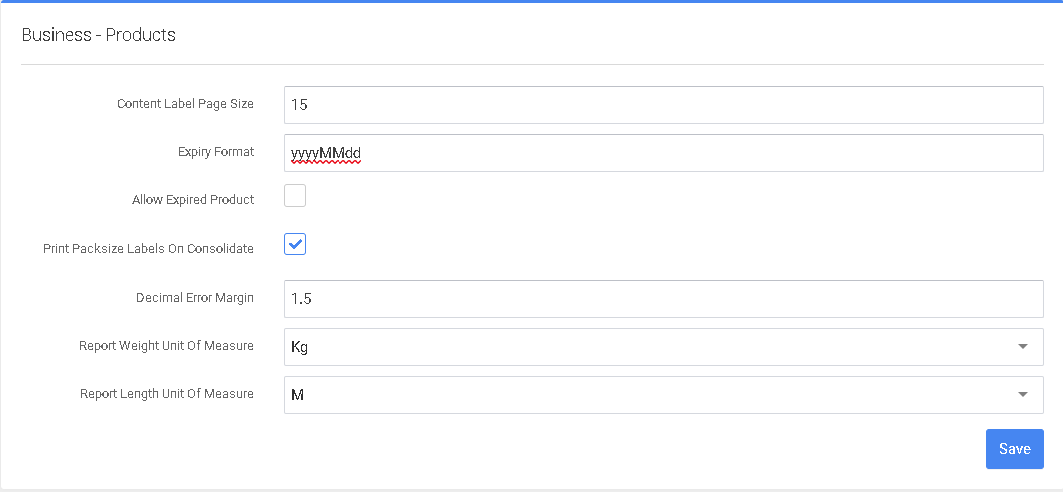 Business - Products
Content Label Page Size 15
Expiry Format yyyyMMdd
Allow Expired Product
Print Packsize Labels On Consolidate
Decimal Error Margin 1.5
Report Weight Unit Of Measure Kg
Report Length Unit Of Measure M
Save